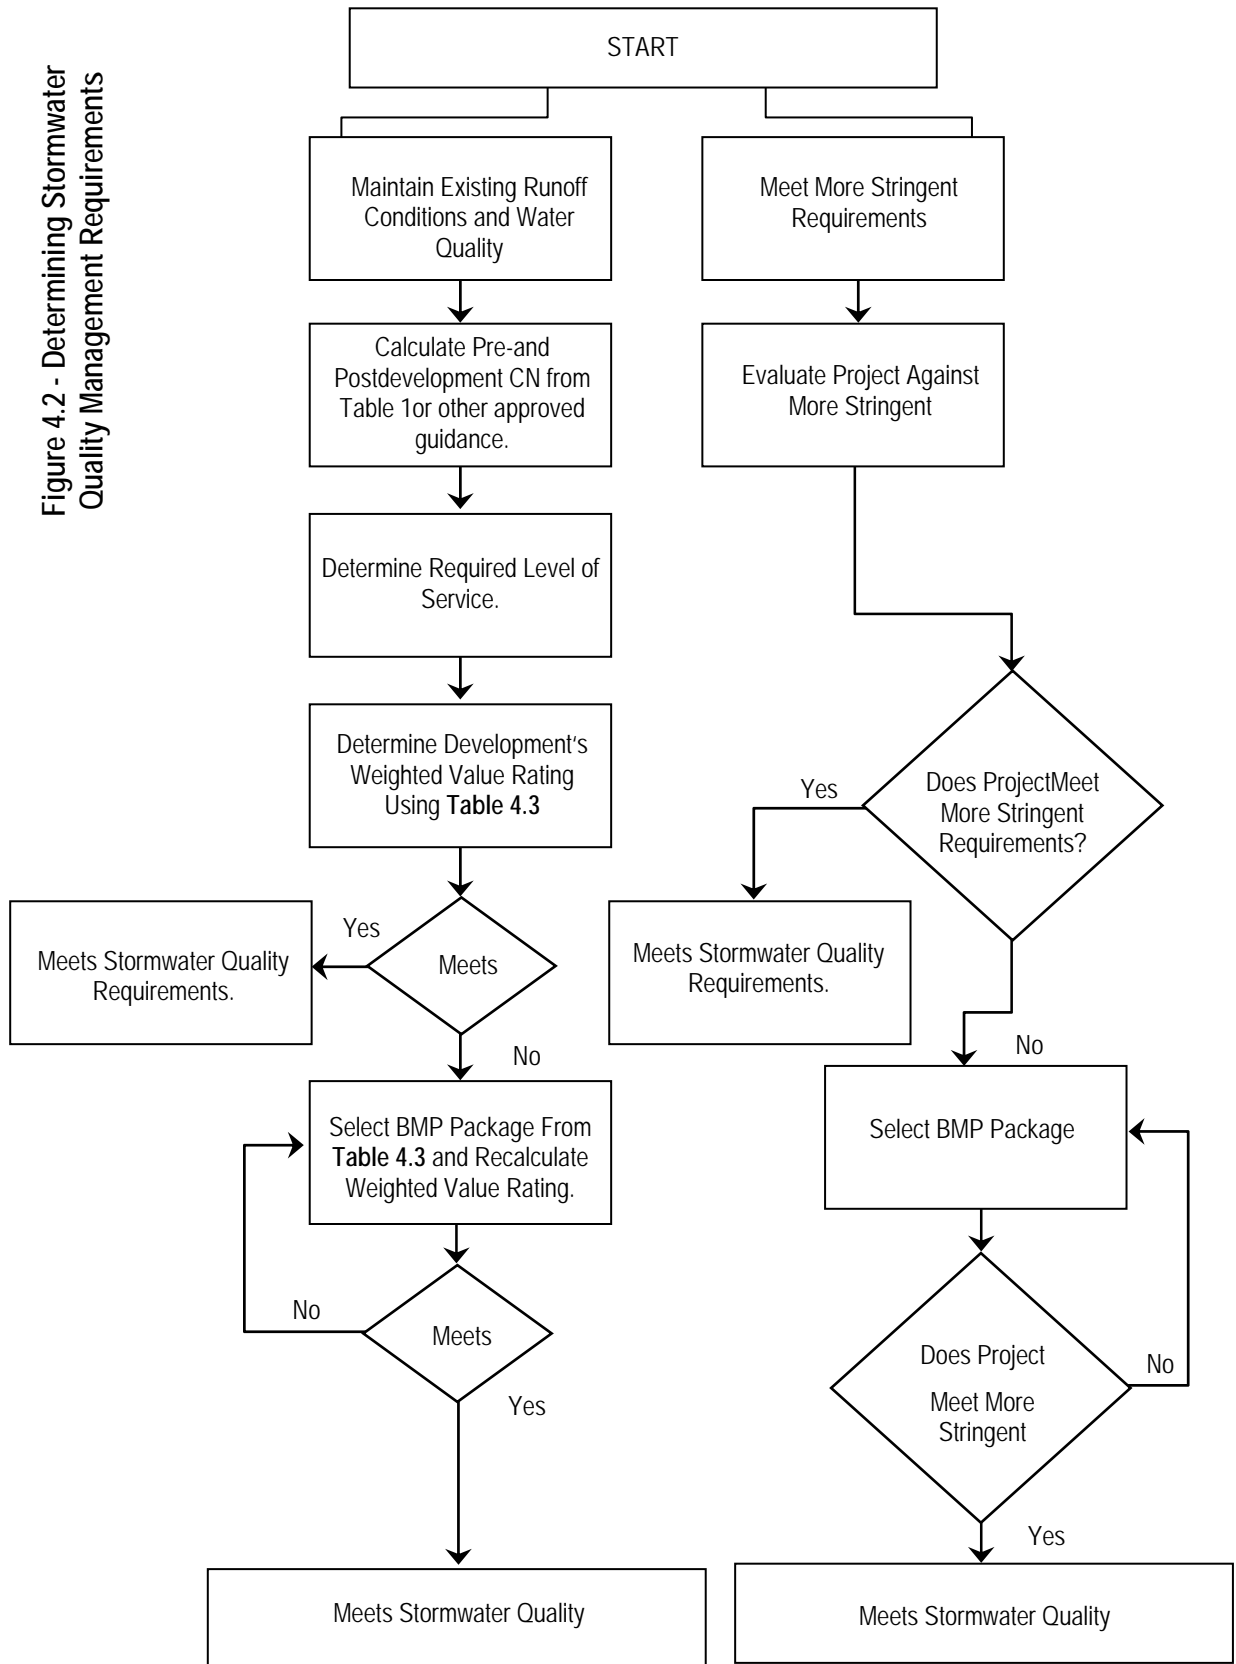 Figure 4.2 - Determining Stormwater
Quality Management Requirements
START
Maintain Existing Runoff
Conditions and Water
Quality
Meet More Stringent
Requirements
Calculate Pre-and
Postdevelopment CN from
Table 1or other approved
guidance.
Evaluate Project Against
More Stringent
Determine Required Level of
Service.
Determine Development's
Weighted Value Rating
Using Table 4.3
Does ProjectMeet
More Stringent
Requirements?
Yes
Yes
Meets Stormwater Quality
Requirements.
Meets
Meets Stormwater Quality
Requirements.
No
No
Select BMP Package From
Table 4.3 and Recalculate
Weighted Value Rating.
Select BMP Package
No
Meets
Yes
Does Project
Meet More
Stringent
No
Yes
Meets Stormwater Quality
Meets Stormwater Quality